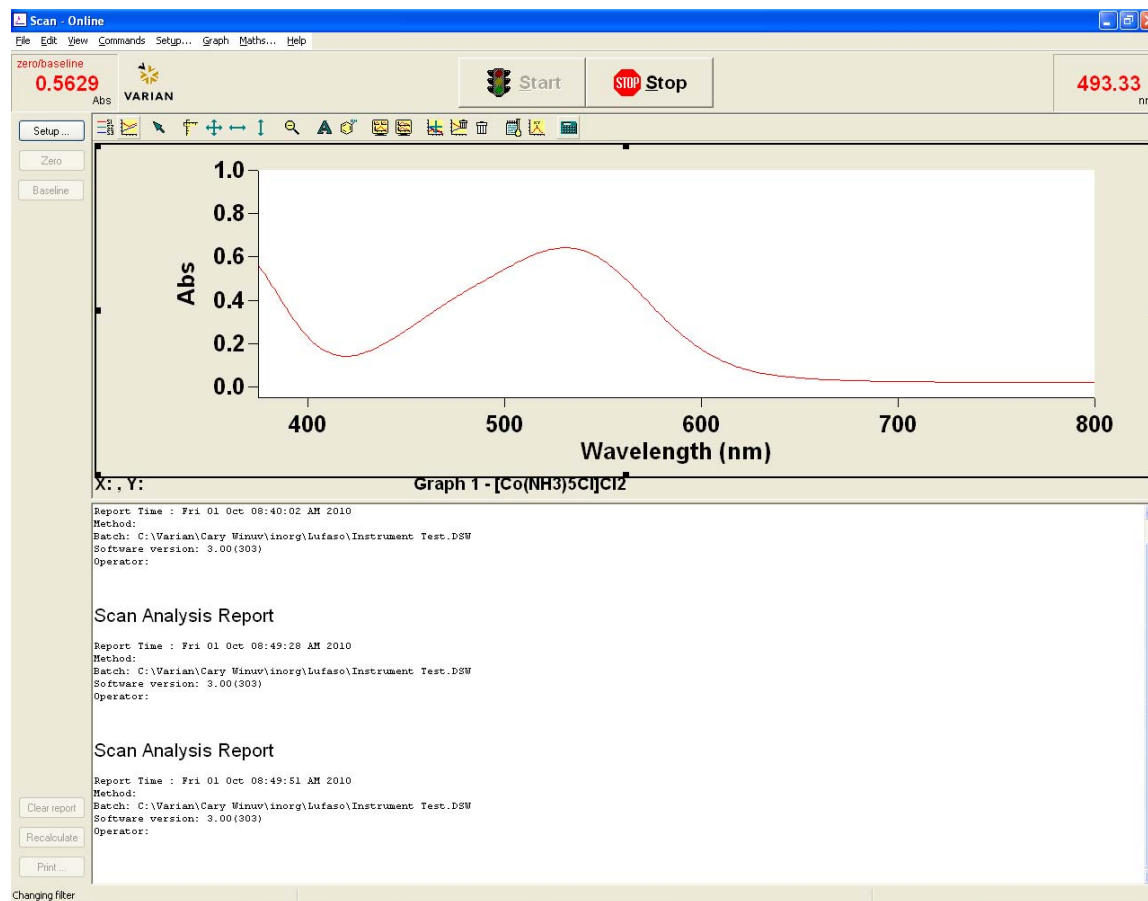 Scan - Online
File Edit View Commands Setup... Graph Maths... Help
zero/baseline
0.5629
Abs
VARIAN
Start
STOP Stop
493.33
Setup ...
Zero
Baseline
1.0
0.8
0.6
0.4
0.2
0.0
Abs
400 500 600 700 800
Wavelength (nm)
X: , Y:
Graph 1 - [Co(NH3)5Cl]Cl2
Report Time : Fri 01 Oct 08:40:02 AM 2010
Method:
Batch: C:\Varian\Cary Winuv\inorg\Lufaso\Instrument Test.DSW
Software version: 3.00(303)
Operator:
Scan Analysis Report
Report Time : Fri 01 Oct 08:49:28 AM 2010
Method:
Batch: C:\Varian\Cary Winuv\inorg\Lufaso\Instrument Test.DSW
Software version: 3.00(303)
Operator:
Scan Analysis Report
Report Time : Fri 01 Oct 08:49:51 AM 2010
Method:
Batch: C:\Varian\Cary Winuv\inorg\Lufaso\Instrument Test.DSW
Software version: 3.00(303)
Operator:
Clear report
Recalculate
Print ...
Changing filter